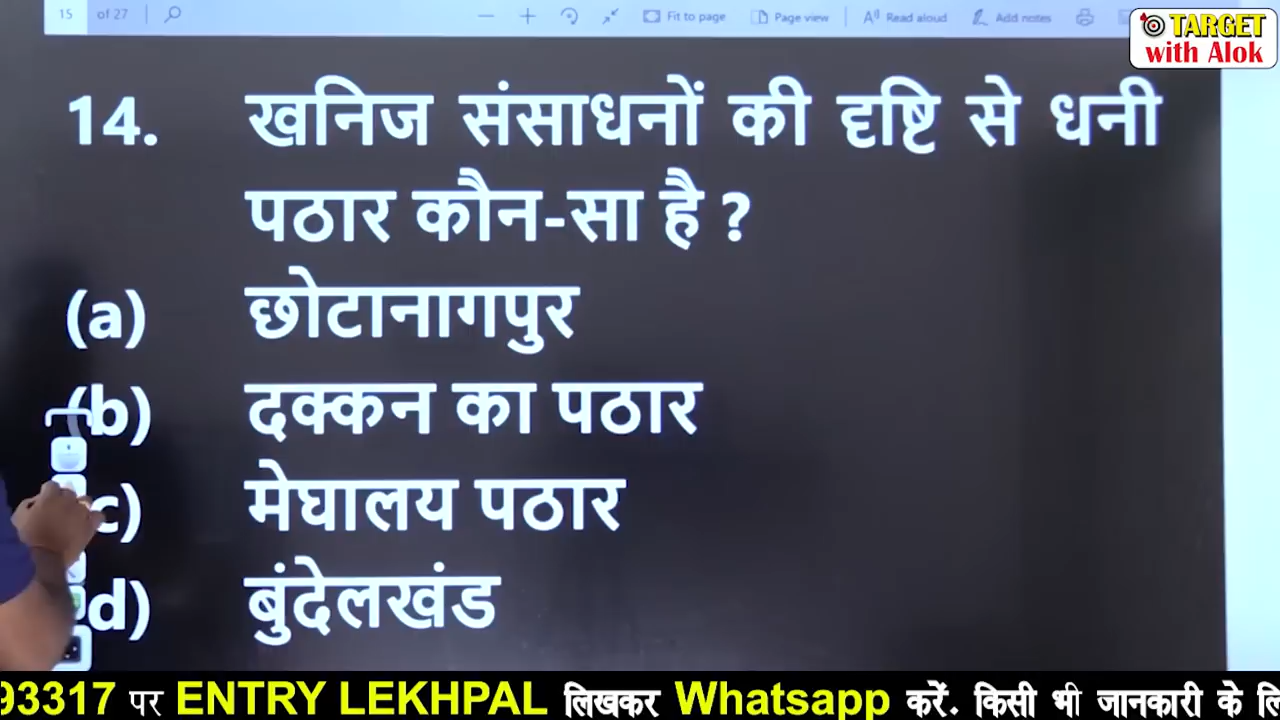 15 of 27 Fit to page Page view Read aloud Add notes
TARGET
with Alok
14. खनिज संसाधनों की दृष्टि से धनी
पठार कौन-सा है ?
(a) छोटानागपुर
(b) दक्कन का पठार
c) मेघालय पठार
d) बुंदेलखंड
93317 पर ENTRY LEKHPAL लिखकर Whatsapp करें. किसी भी जानकारी के